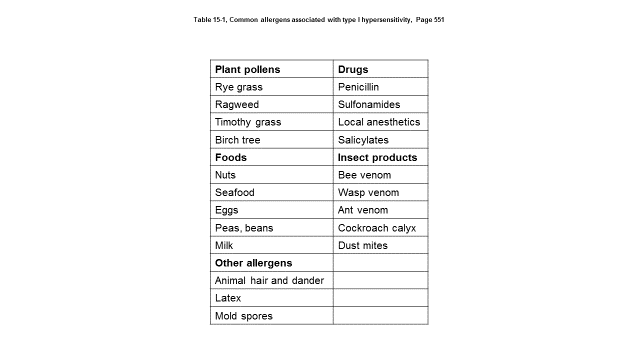 Table 15-1, Common allergens associated with type I hypersensitivity, Page 551
Plant pollens Drugs
Rye grass Penicillin
Ragweed Sulfonamides
Timothy grass Local anesthetics
Birch tree Salicylates
Foods Insect products
Nuts Bee venom
Seafood Wasp venom
Eggs Ant venom
Peas, beans Cockroach calyx
Milk Dust mites
Other allergens
Animal hair and dander
Latex
Mold spores